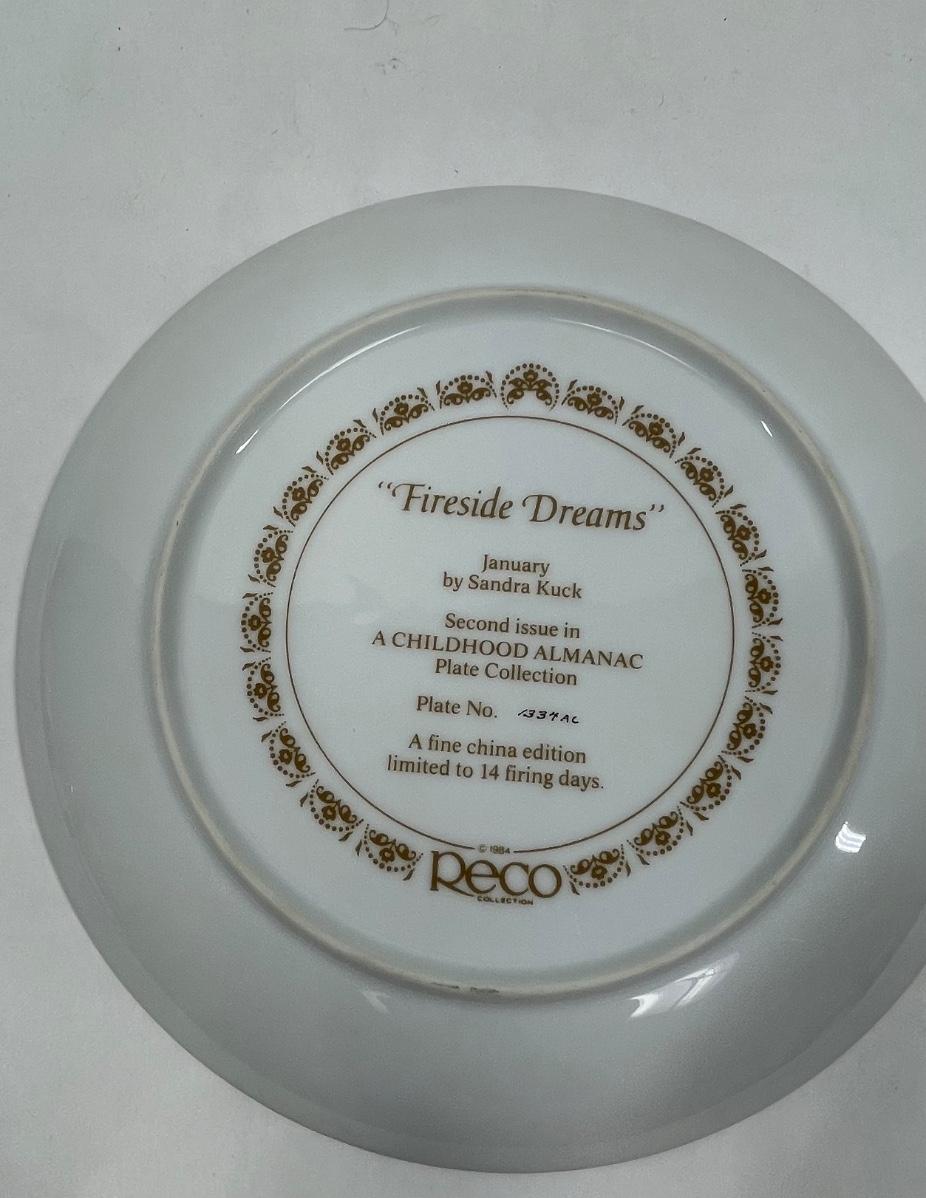 “Fireside Dreams”
January
by Sandra Kuck
Second issue in
A CHILDHOOD ALMANAC
Plate Collection
Plate No. 1334AC
A fine china edition
limited to 14 firing days.
© 1984
Reco
COLLECTION